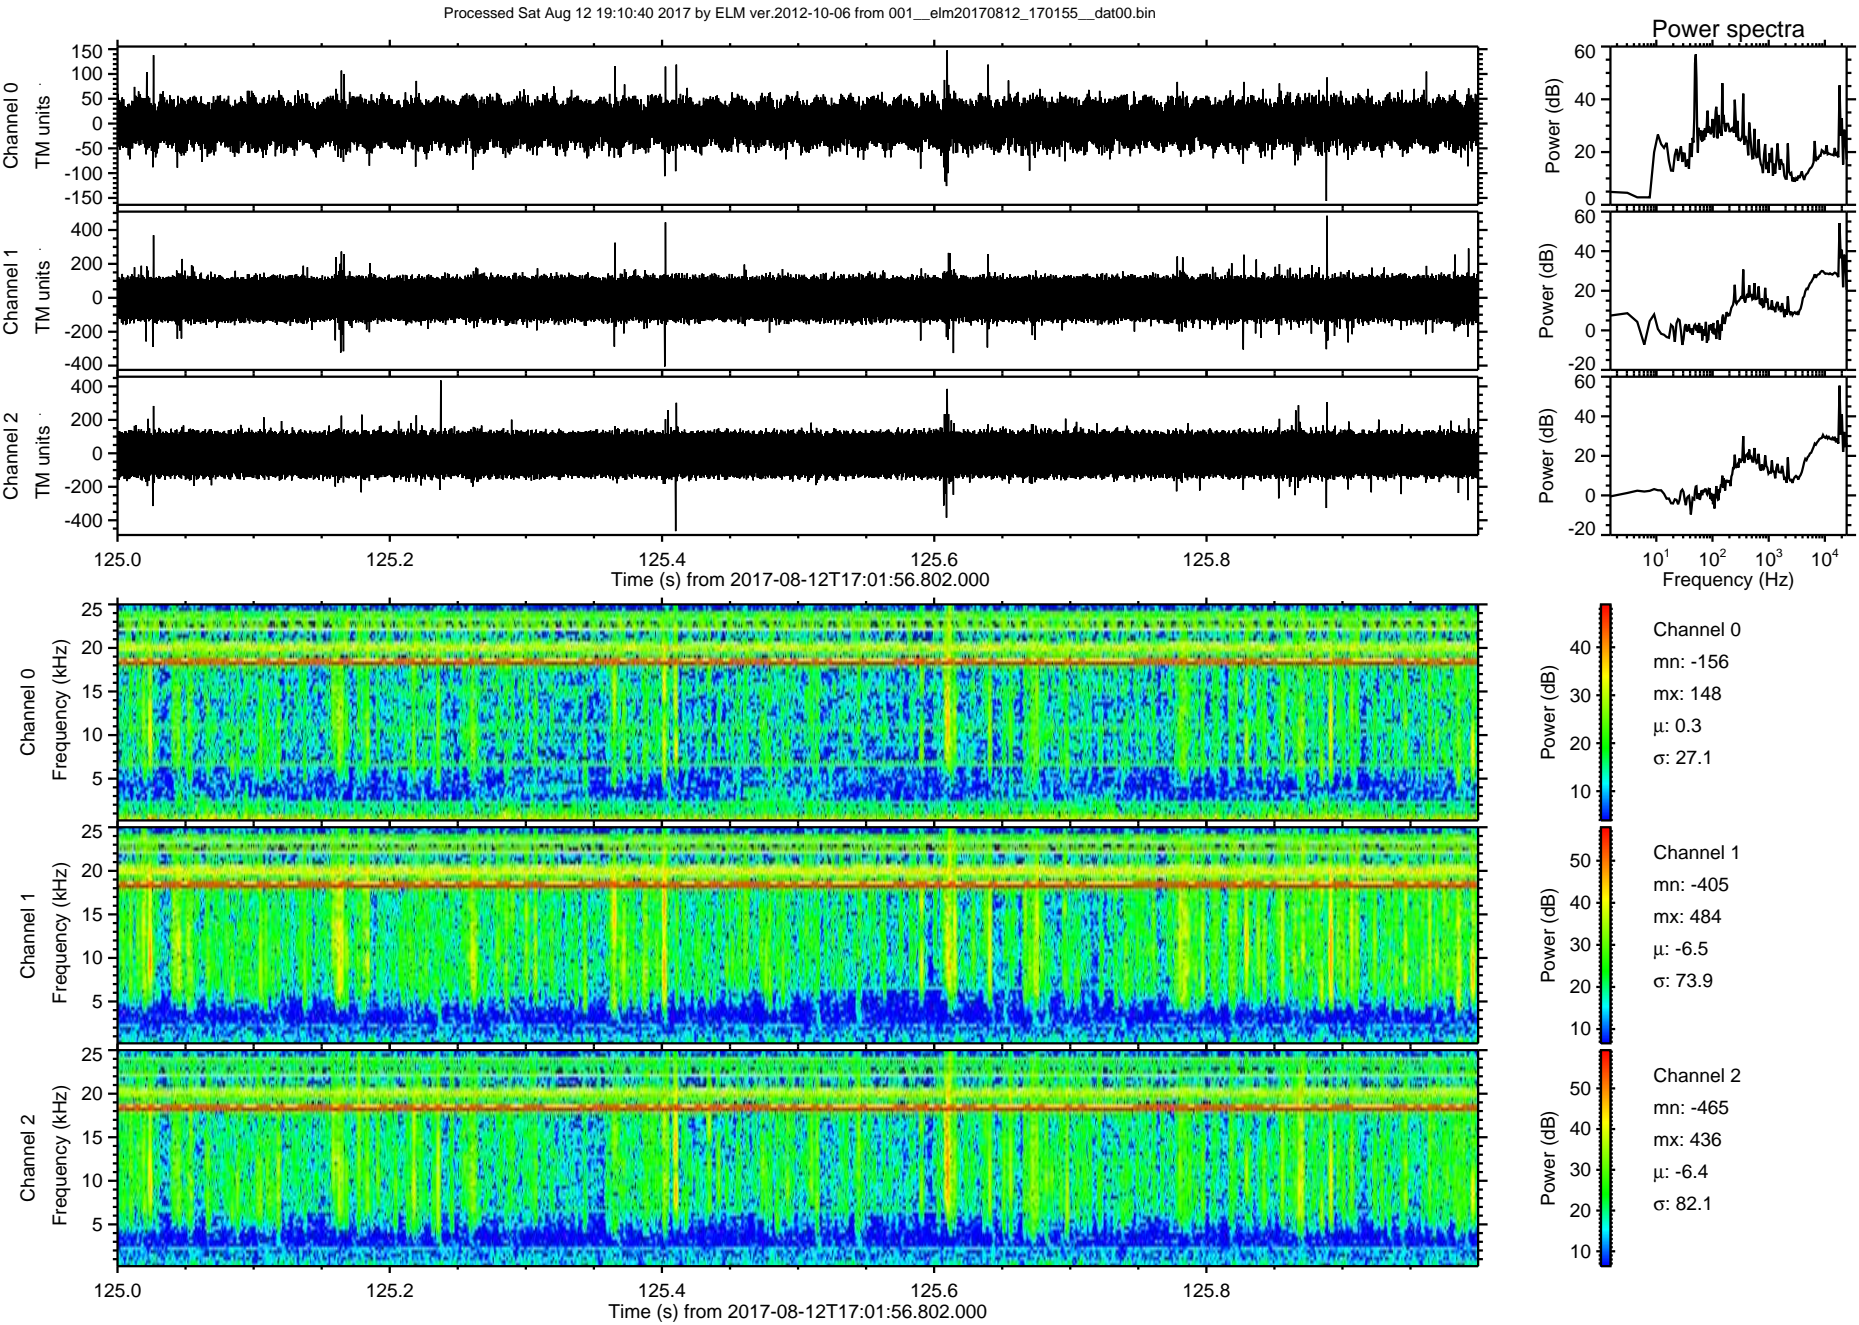 Processed Sat Aug 12 19:10:40 2017 by ELM ver.2012-10-06 from 001__elm20170812_170155__dat00.bin
Power spectra
Channel 0
TM units
150
100
50
0
-50
-100
-150
Power (dB)
60
40
20
0
Channel 1
TM units
400
200
0
-200
-400
Power (dB)
60
40
20
0
-20
Channel 2
TM units
400
200
0
-200
-400
Power (dB)
60
40
20
0
-20
125.0 125.2 125.4 125.6 125.8
Time (s) from 2017-08-12T17:01:56.802.000
10^1 10^2 10^3 10^4
Frequency (Hz)
Channel 0
Frequency (kHz)
25
20
15
10
5
Power (dB)
40
30
20
10
Channel 0
mn: -156
mx: 148
μ: 0.3
σ: 27.1
Channel 1
Frequency (kHz)
25
20
15
10
5
Power (dB)
50
40
30
20
10
Channel 1
mn: -405
mx: 484
μ: -6.5
σ: 73.9
Channel 2
Frequency (kHz)
25
20
15
10
5
Power (dB)
50
40
30
20
10
Channel 2
mn: -465
mx: 436
μ: -6.4
σ: 82.1
125.0 125.2 125.4 125.6 125.8
Time (s) from 2017-08-12T17:01:56.802.000